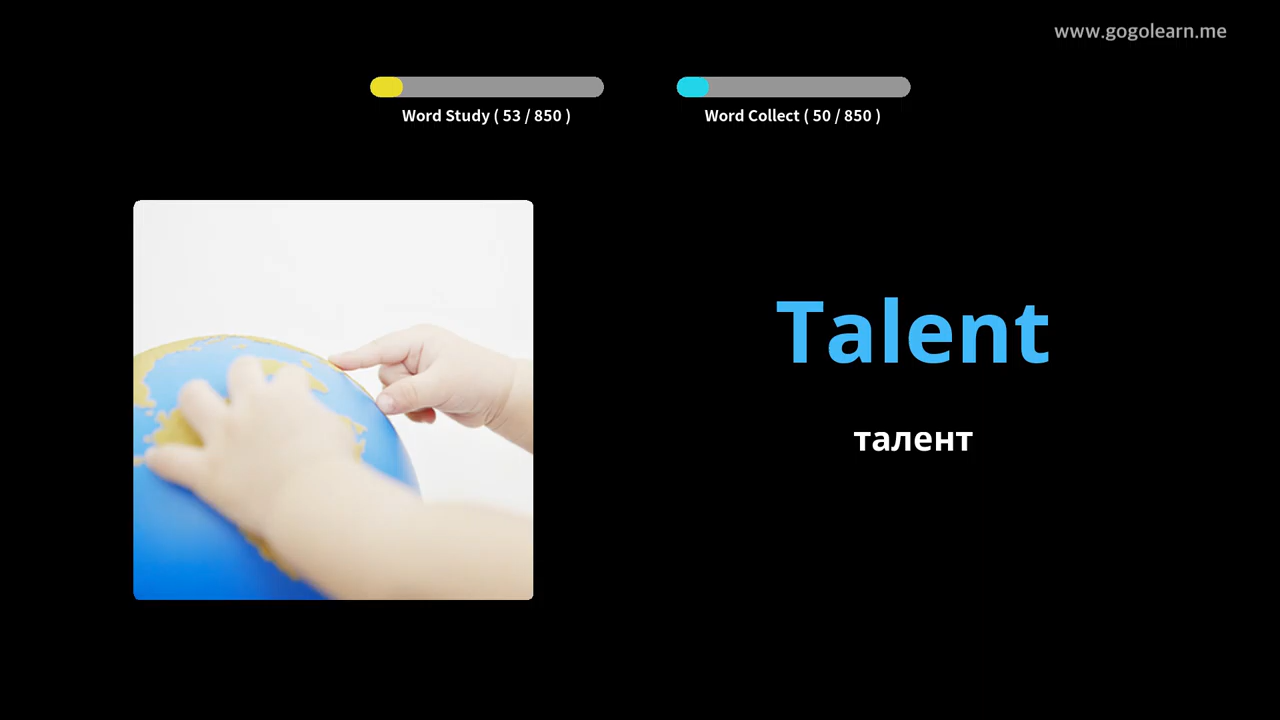 www.gogolearn.me
Word Study ( 53 / 850 )
Word Collect ( 50 / 850 )
Talent
талент